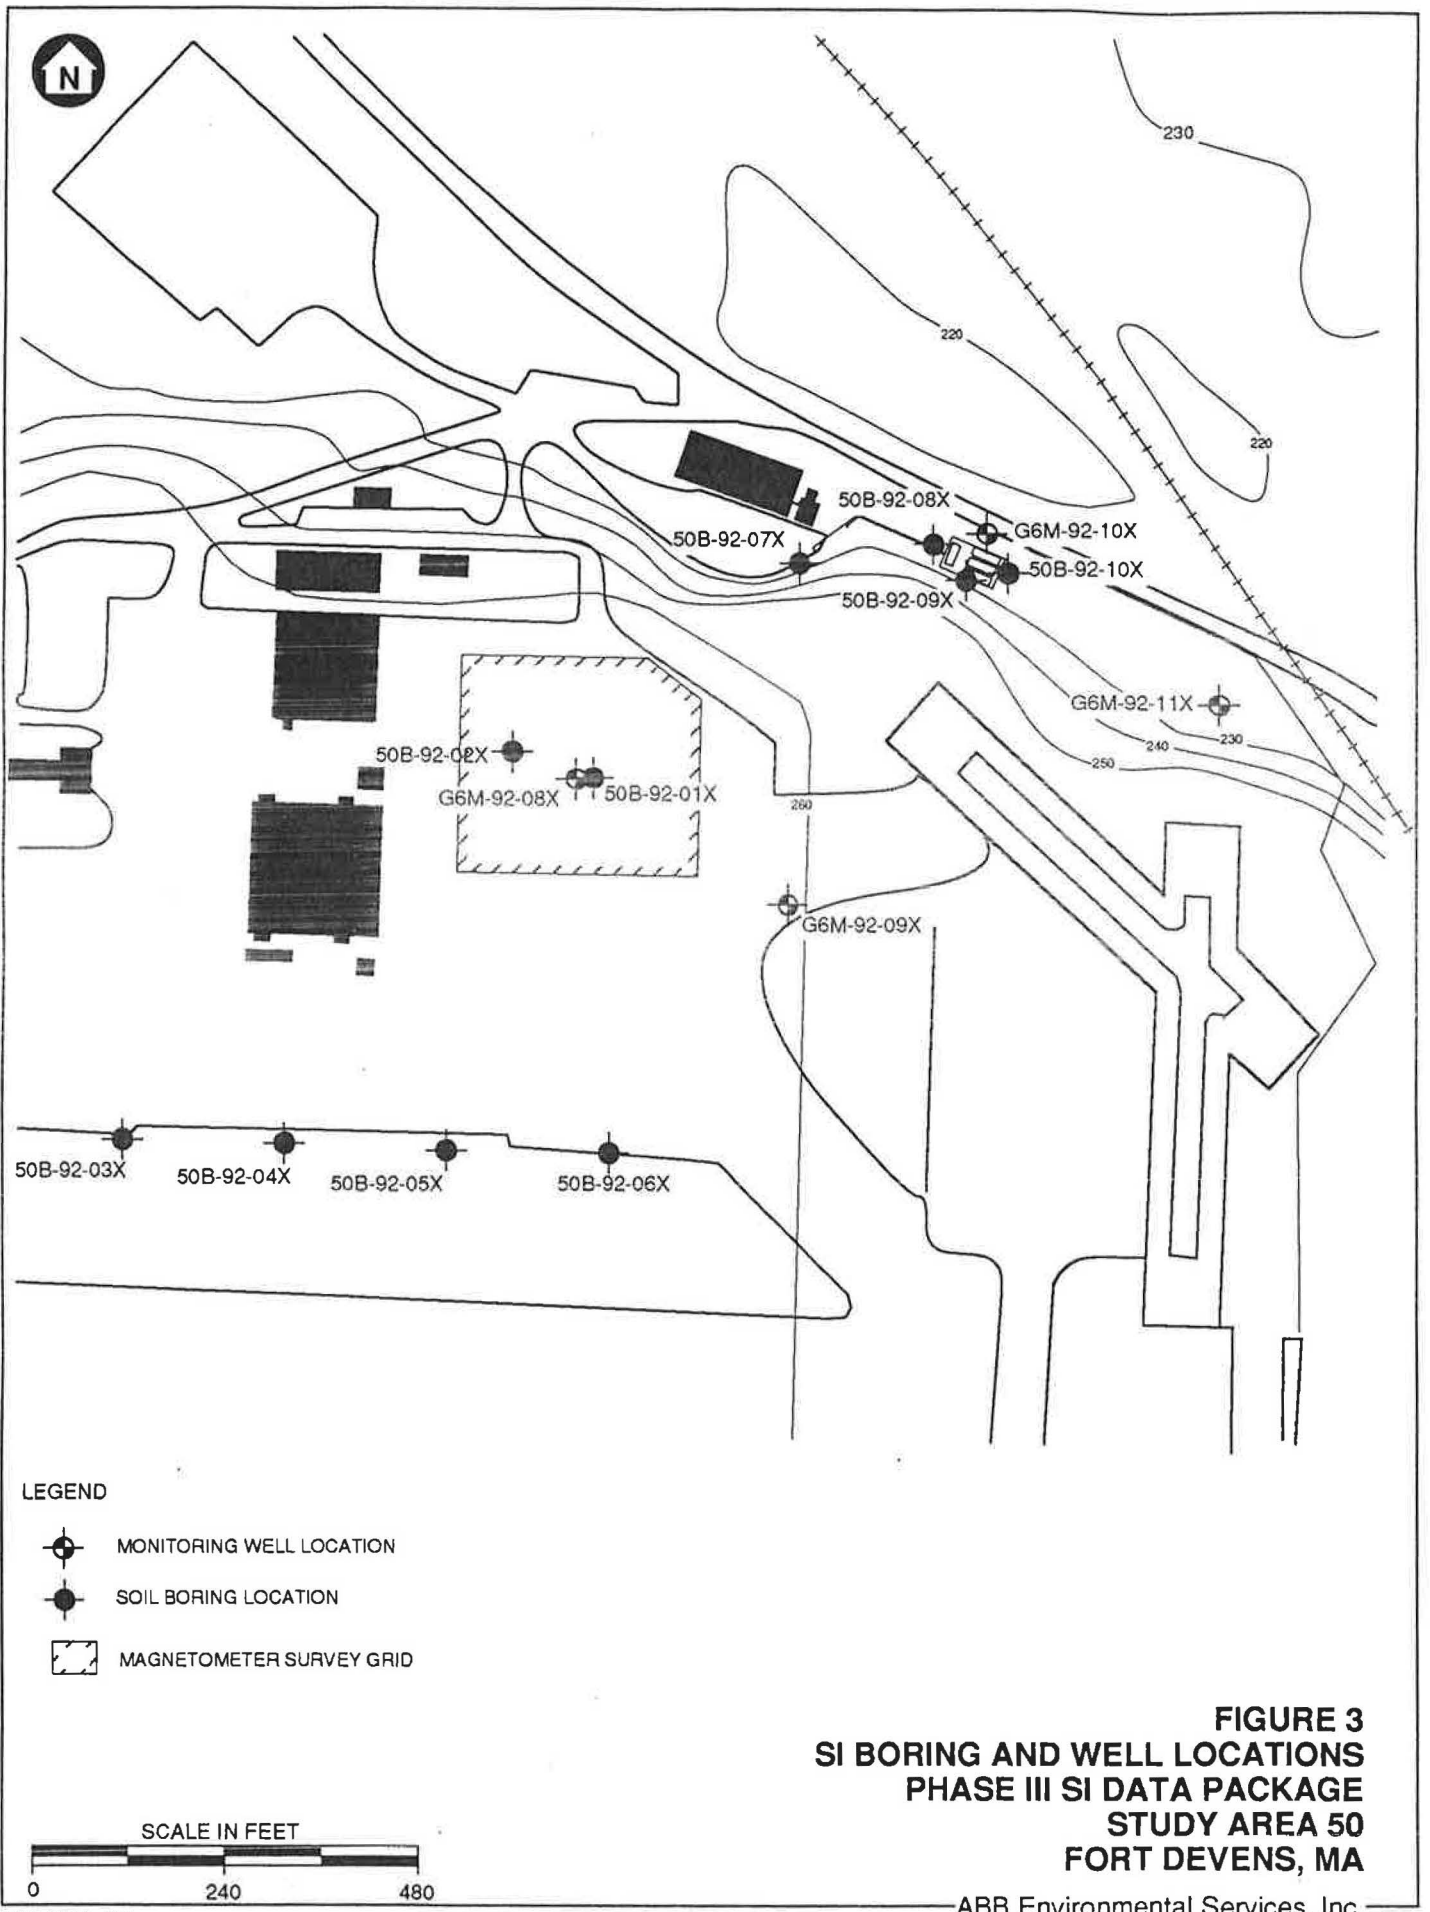 N
230
220
220
50B-92-08X
G6M-92-10X
50B-92-07X
50B-92-10X
50B-92-09X
G6M-92-11X
230
240
250
50B-92-02X
G6M-92-08X
50B-92-01X
260
G6M-92-09X
50B-92-03X
50B-92-04X
50B-92-05X
50B-92-06X
LEGEND
MONITORING WELL LOCATION
SOIL BORING LOCATION
MAGNETOMETER SURVEY GRID
FIGURE 3
SI BORING AND WELL LOCATIONS
PHASE III SI DATA PACKAGE
STUDY AREA 50
FORT DEVENS, MA
SCALE IN FEET
0 240 480
ABB Environmental Services, Inc.